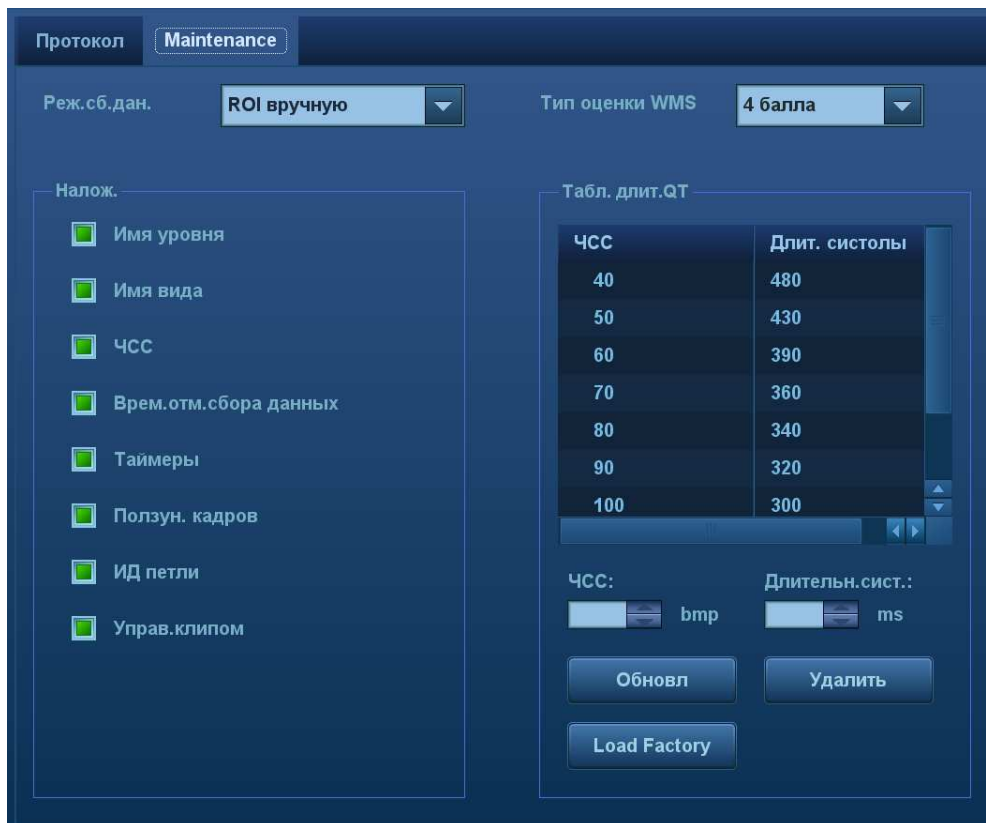 Протокол Maintenance
Реж.сб.дан. ROI вручную Тип оценки WMS 4 балла
Налож.
Имя уровня
Имя вида
ЧСС
Врем.отм.сбора данных
Таймеры
Ползун. кадров
ИД петли
Управ.клипом
Табл. длит.QT
ЧСС Длит. систолы
40 480
50 430
60 390
70 360
80 340
90 320
100 300
ЧСС: Длительн.сист.:
bmp ms
Обновл Удалить
Load Factory